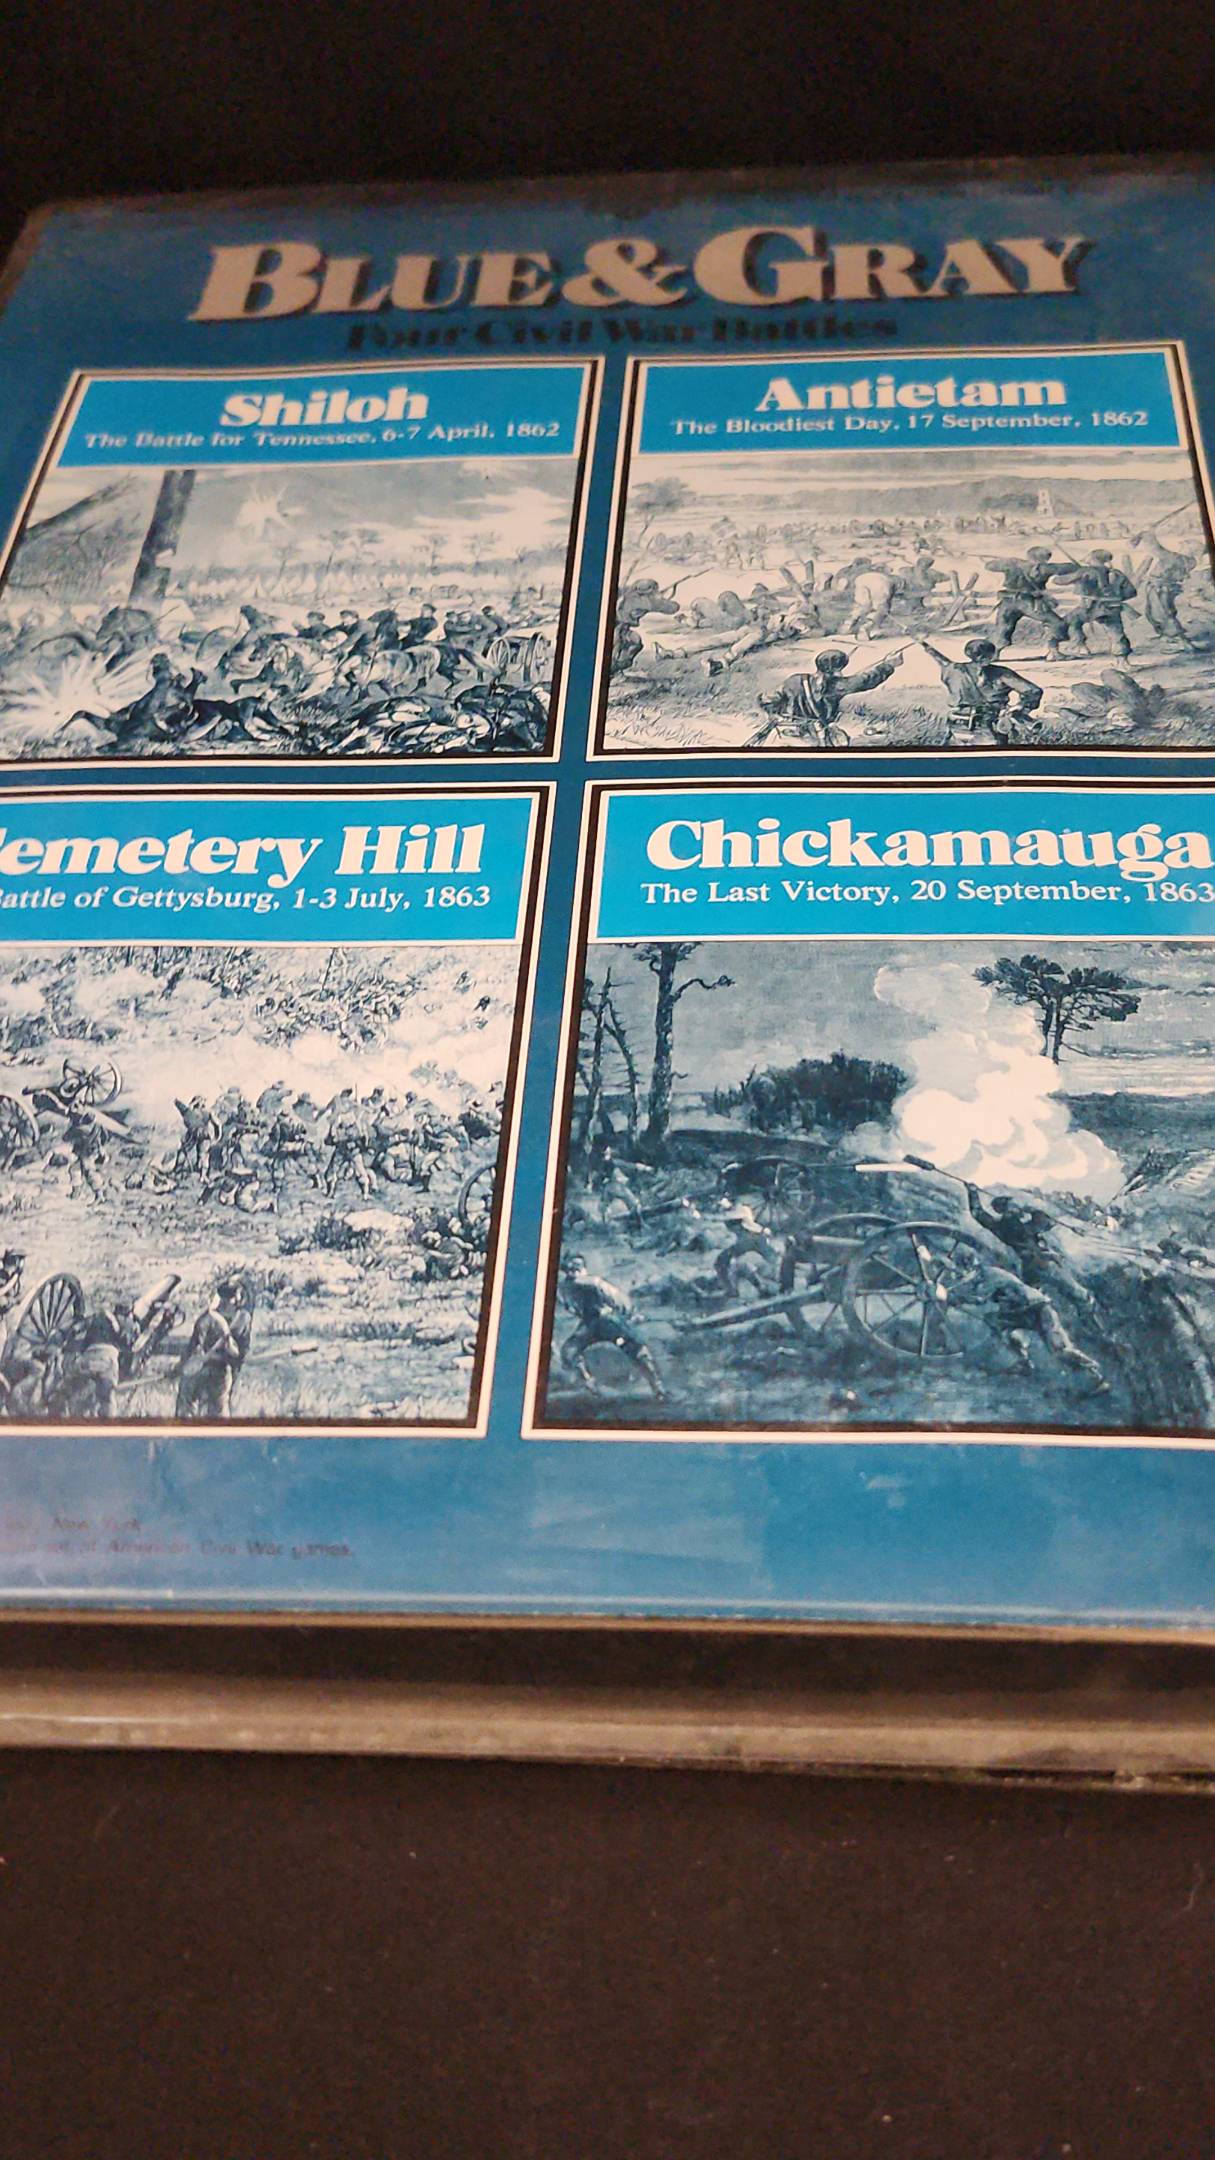 BLUE & GRAY
Four Civil War Battles
Shiloh
The Battle for Tennessee, 6-7 April, 1862
Antietam
The Bloodiest Day, 17 September, 1862
emetery Hill
Battle of Gettysburg, 1-3 July, 1863
Chickamauga
The Last Victory, 20 September, 1863
New York
of American Civil War games.